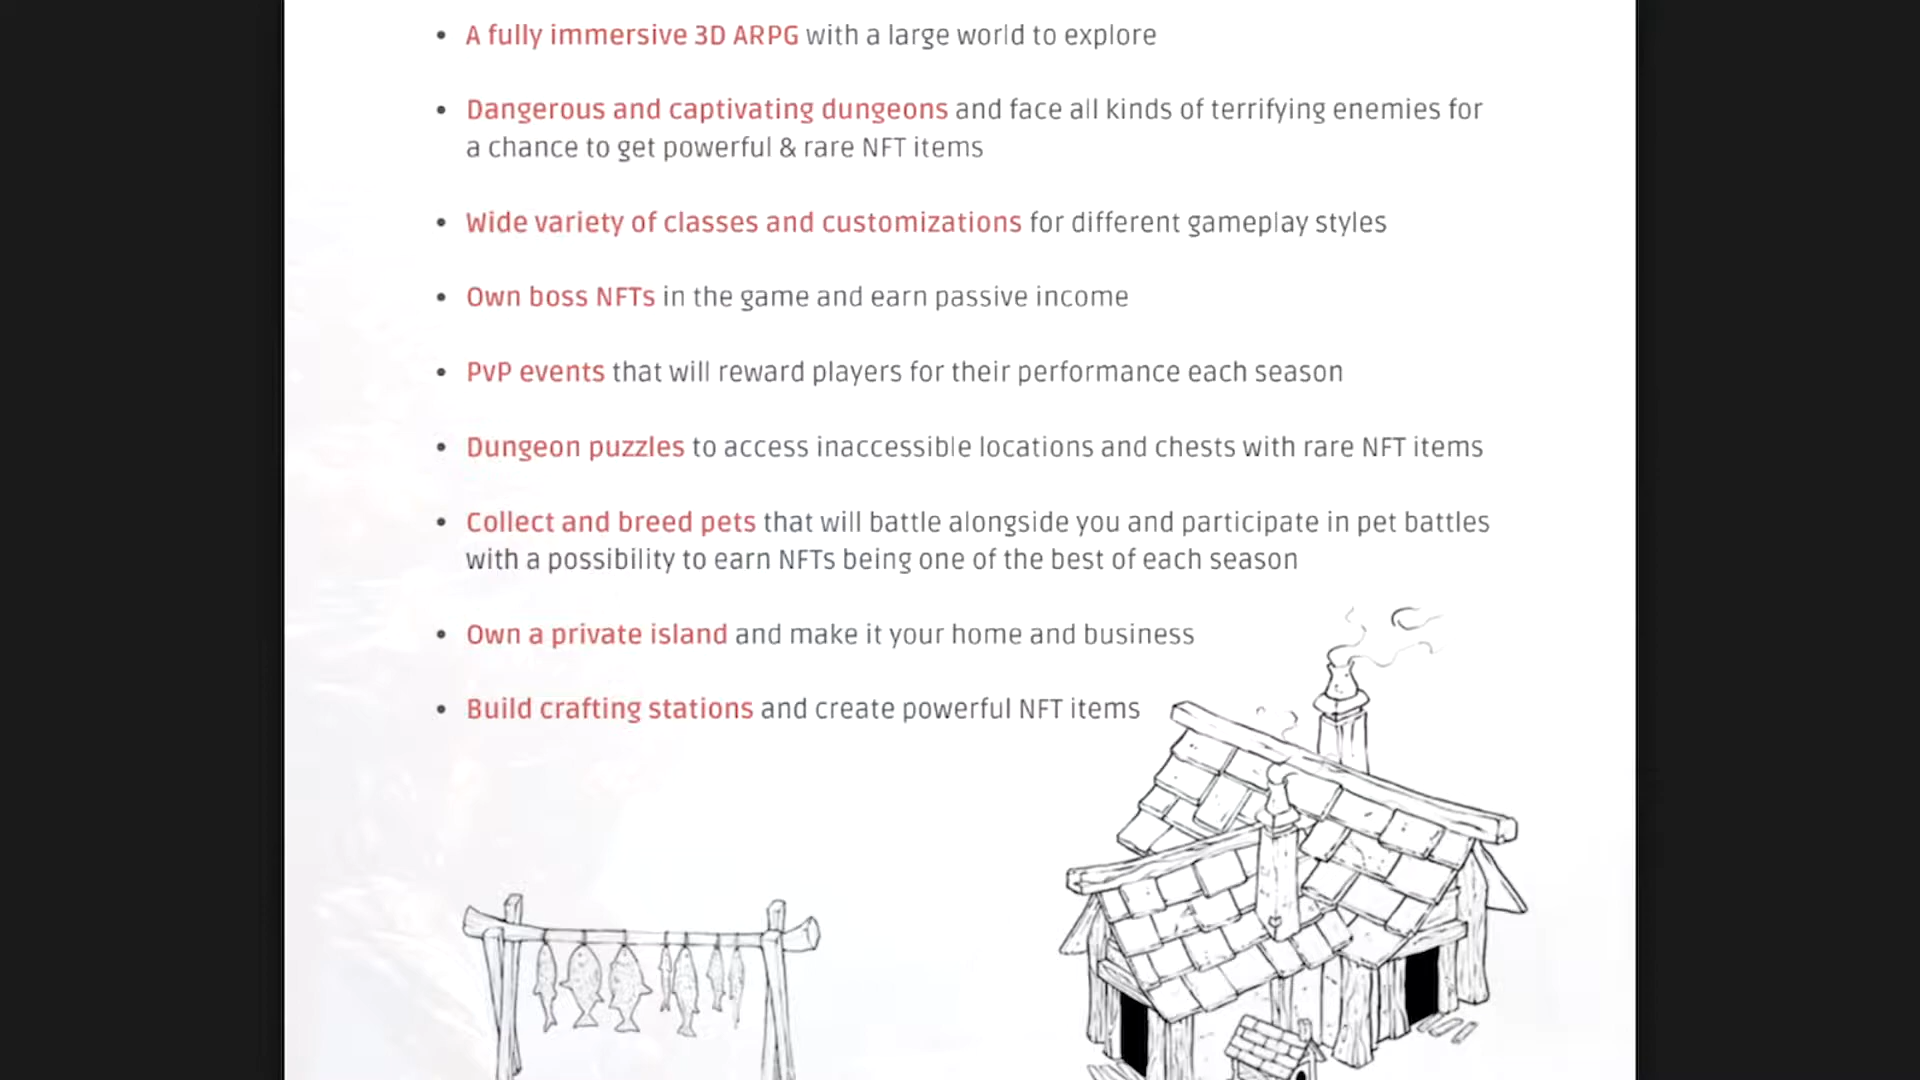 • A fully immersive 3D ARPG with a large world to explore
• Dangerous and captivating dungeons and face all kinds of terrifying enemies for
a chance to get powerful & rare NFT items
• Wide variety of classes and customizations for different gameplay styles
• Own boss NFTs in the game and earn passive income
• PvP events that will reward players for their performance each season
• Dungeon puzzles to access inaccessible locations and chests with rare NFT items
• Collect and breed pets that will battle alongside you and participate in pet battles
with a possibility to earn NFTs being one of the best of each season
• Own a private island and make it your home and business
• Build crafting stations and create powerful NFT items